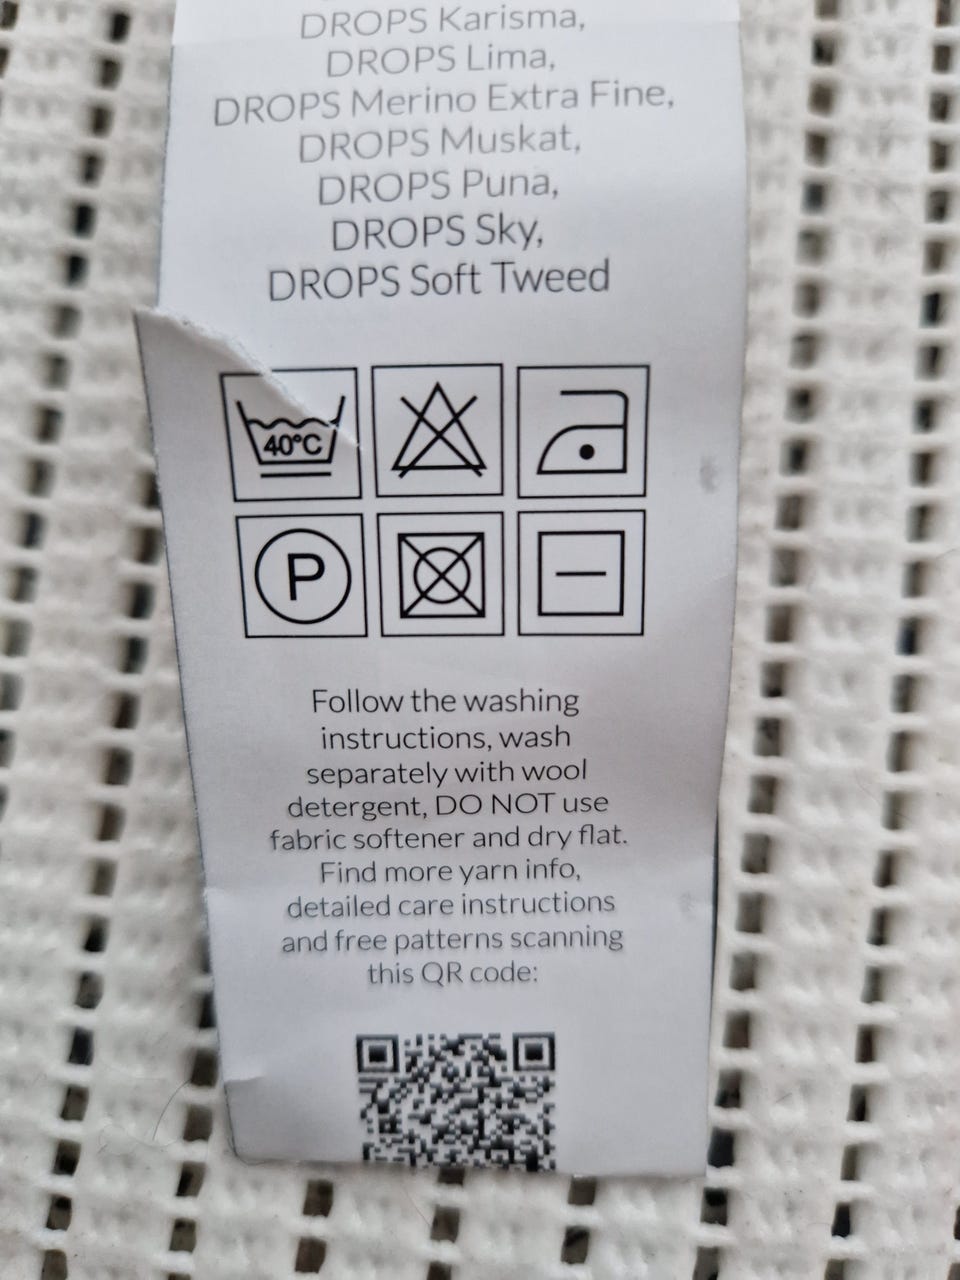 DROPS Karisma,
DROPS Lima,
DROPS Merino Extra Fine,
DROPS Muskat,
DROPS Puna,
DROPS Sky,
DROPS Soft Tweed
40°C
P
Follow the washing
instructions, wash
separately with wool
detergent, DO NOT use
fabric softener and dry flat.
Find more yarn info,
detailed care instructions
and free patterns scanning
this QR code: